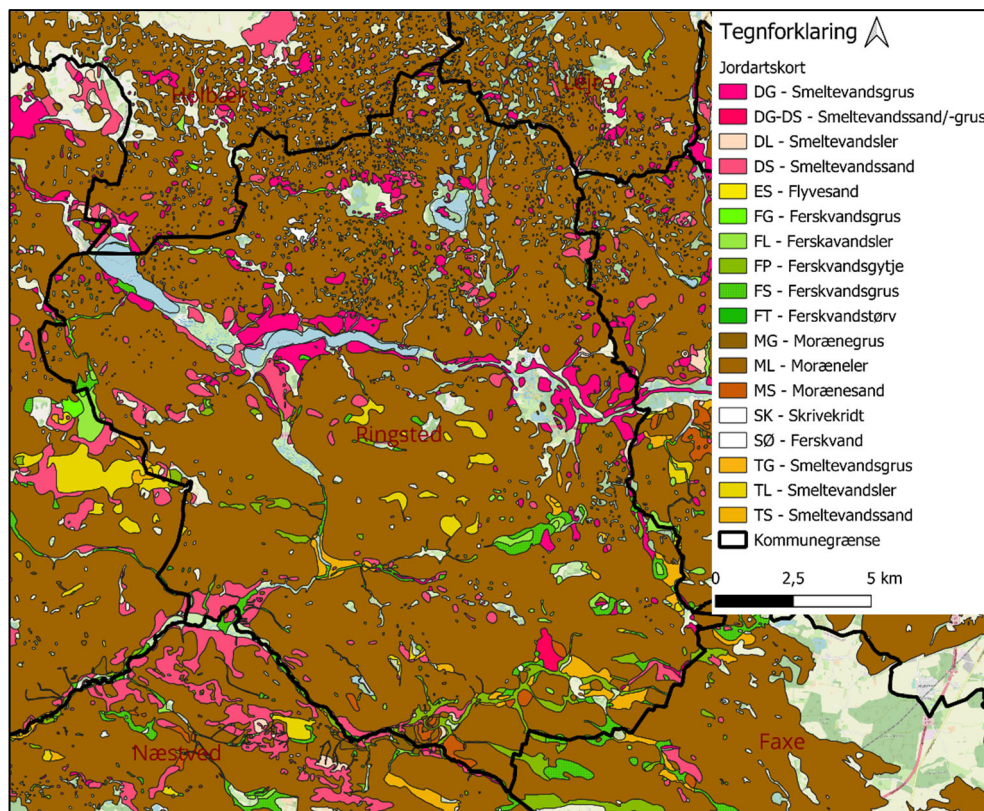 Tegnforklaring
Jordartskort
DG - Smeltevandsgrus
DG-DS - Smeltevandssand/-grus
DL - Smeltevandsler
DS - Smeltevandssand
ES - Flyvesand
FG - Ferskvandsgrus
FL - Ferskavandsler
FP - Ferskvandsgytje
FS - Ferskvandsgrus
FT - Ferskvandstørv
MG - Morænegrus
ML - Moræneler
MS - Morænesand
SK - Skrivekridt
SØ - Ferskvand
TG - Smeltevandsgrus
TL - Smeltevandsler
TS - Smeltevandssand
Kommunegrænse
0 2,5 5 km
Holbæk
Lejre
Ringsted
Næstved
Faxe